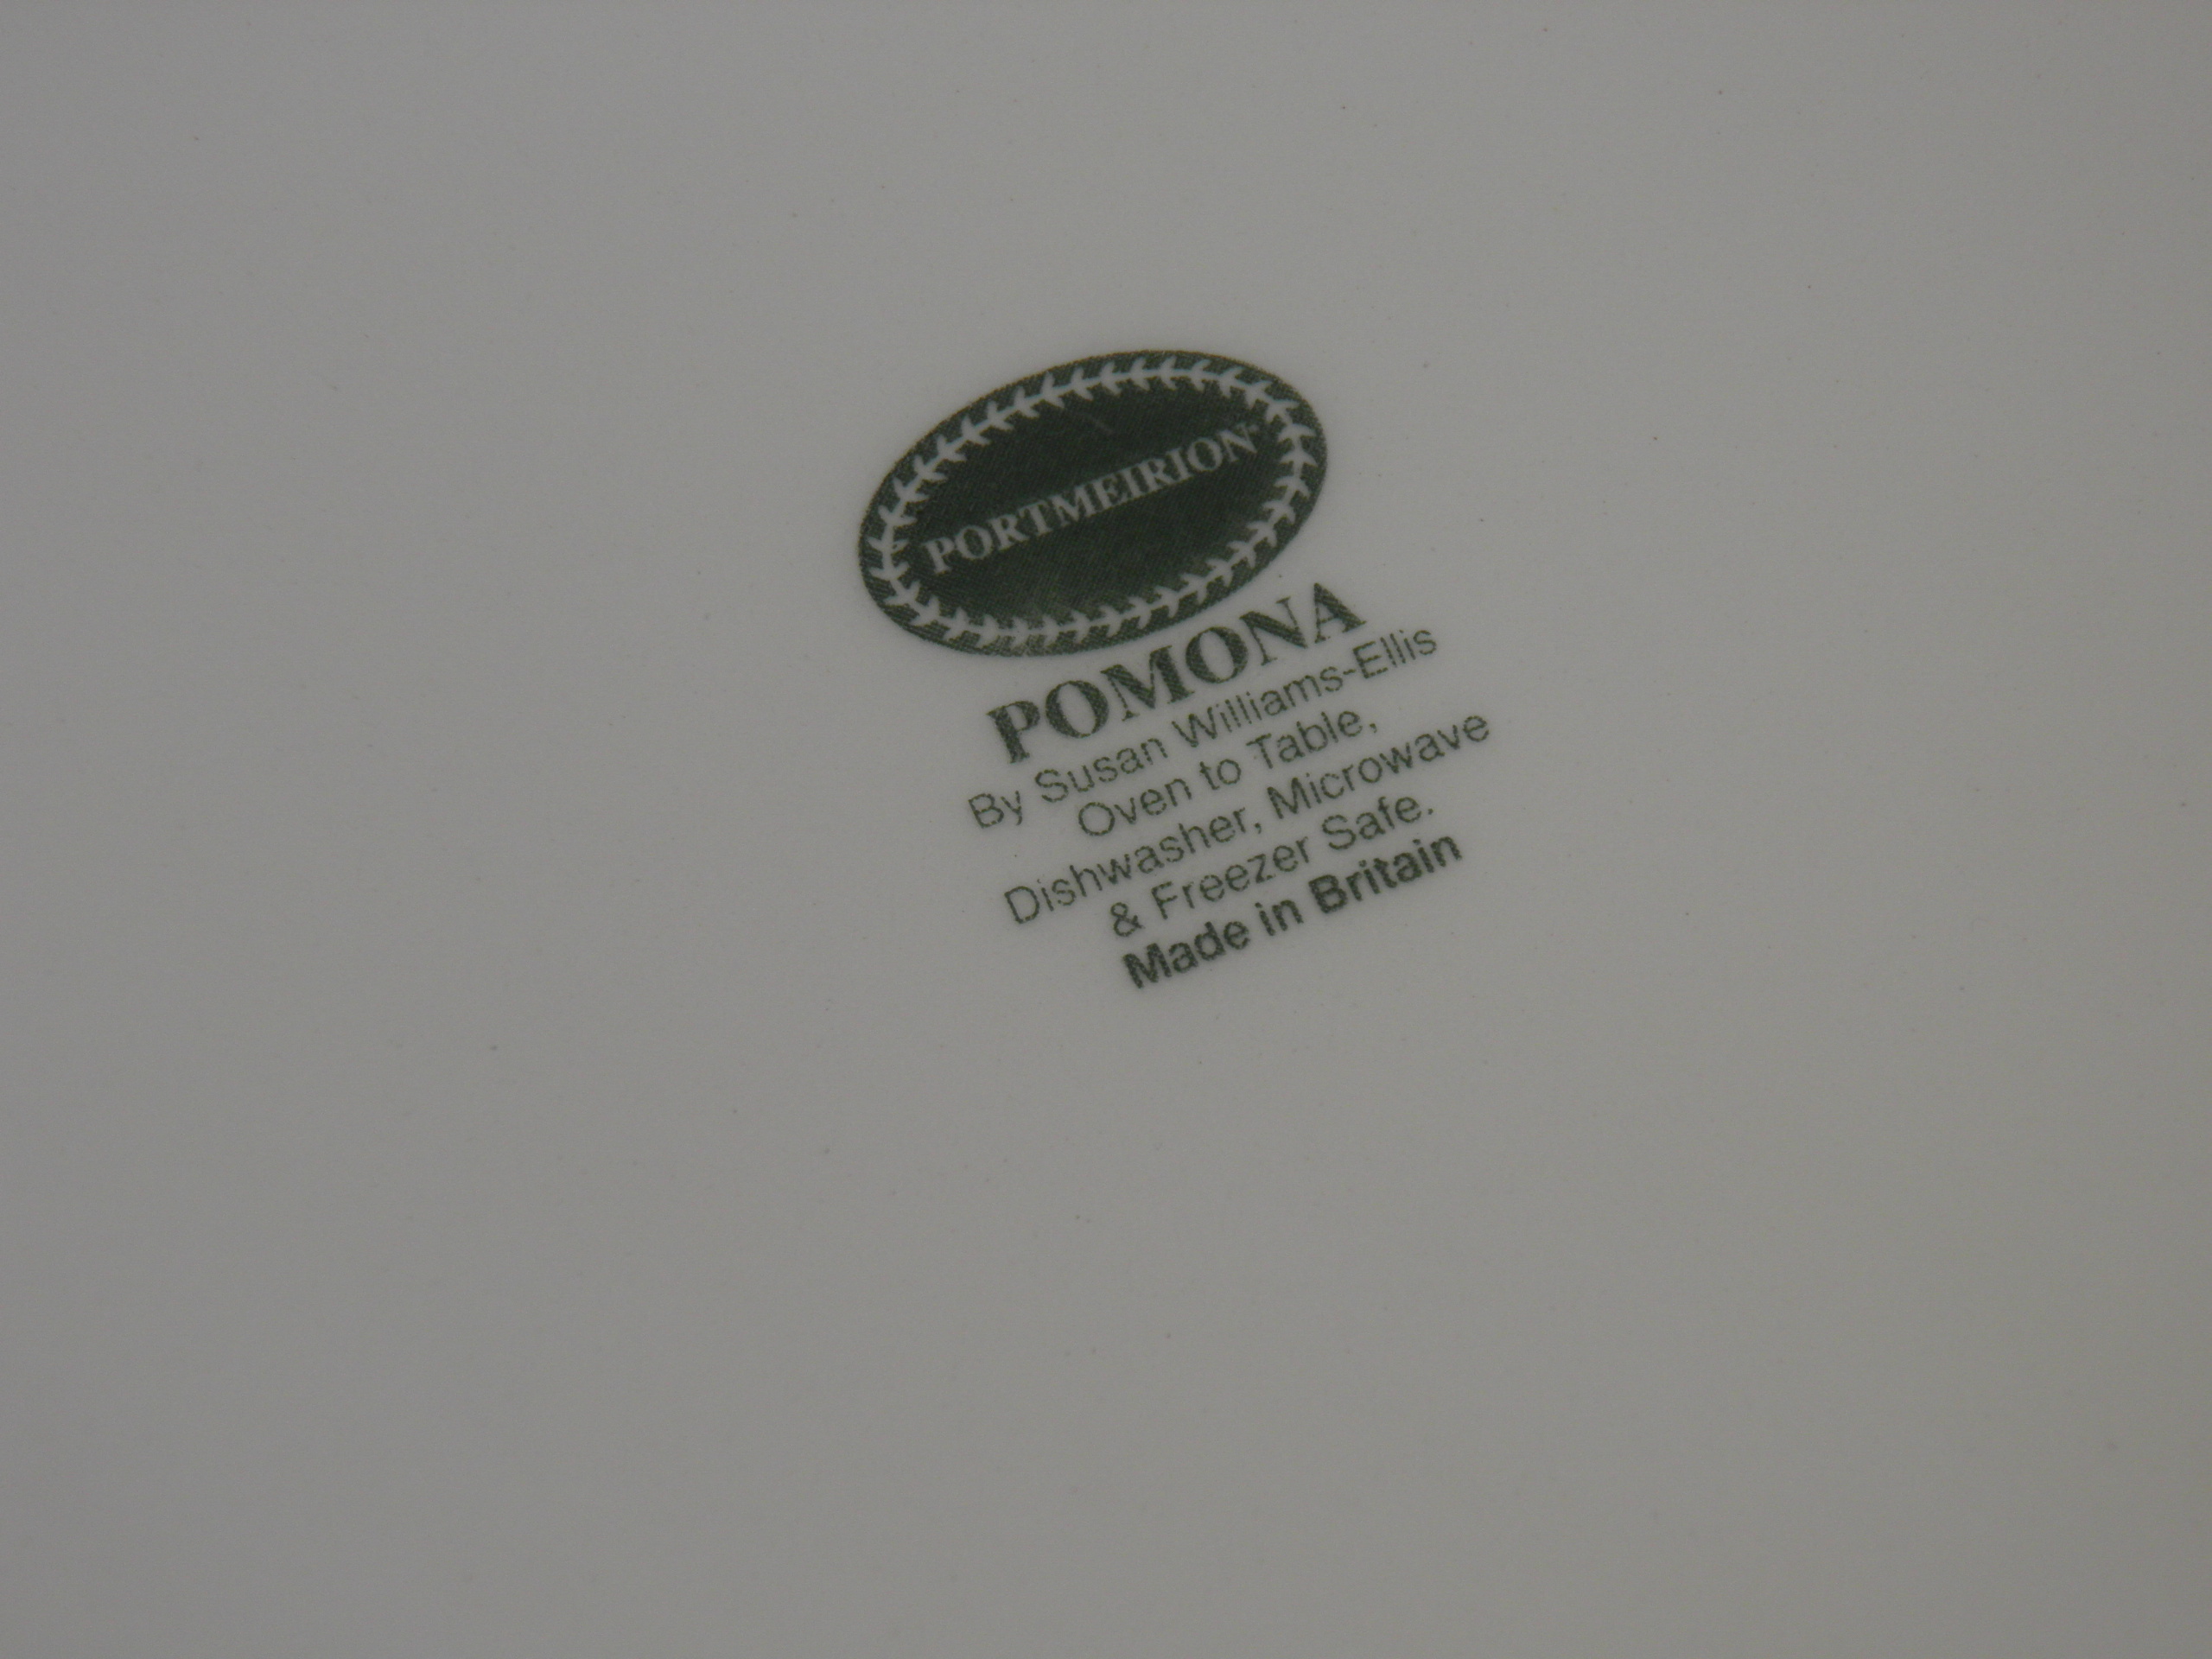 PORTMEIRION®
POMONA
By Susan Williams-Ellis
Oven to Table,
Dishwasher, Microwave
& Freezer Safe.
Made in Britain